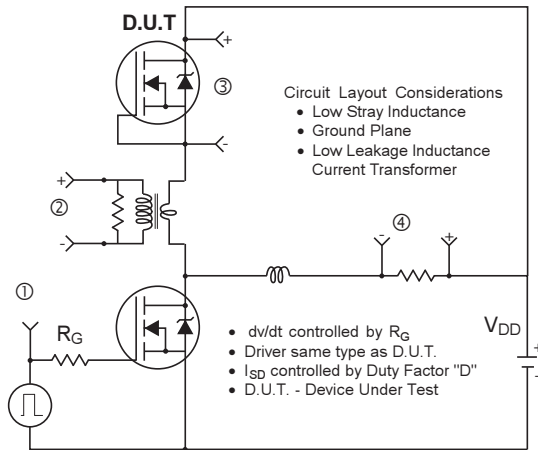 D.U.T
+
③
-
Circuit Layout Considerations
• Low Stray Inductance
• Ground Plane
• Low Leakage Inductance
Current Transformer
+
②
-
④
-
+
①
RG
VDD
+
-
• dv/dt controlled by RG
• Driver same type as D.U.T.
• ISD controlled by Duty Factor "D"
• D.U.T. - Device Under Test